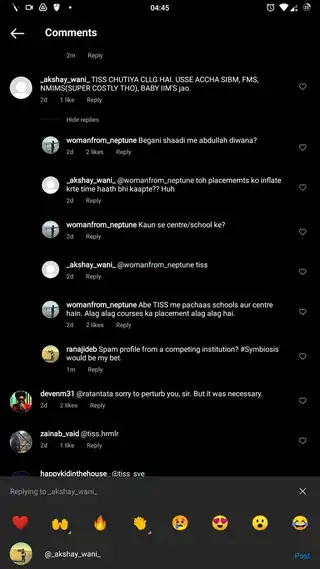 04:45
Comments
2m Reply
_akshay_wani_ TISS CHUTIYA CLLG HAI. USSE ACCHA SIBM, FMS,
NMIMS(SUPER COSTLY THO), BABY IIM'S jao.
2d 1 like Reply
Hide replies
womanfrom_neptune Begani shaadi me abdullah diwana?
2d 2 likes Reply
_akshay_wani_ @womanfrom_neptune toh placememts ko inflate
krte time haath bhi kaapte?? Huh
2d Reply
womanfrom_neptune Kaun se centre/school ke?
2d Reply
_akshay_wani_ @womanfrom_neptune tiss
2d Reply
womanfrom_neptune Abe TISS me pachaas schools aur centre
hain. Alag alag courses ka placement alag alag hai.
2d 2 likes Reply
ranajideb Spam profile from a competing institution? #Symbiosis
would be my bet.
1m Reply
devenm31 @ratantata sorry to perturb you, sir. But it was necessary.
2d 2 likes Reply
zainab_vaid @tiss.hrmlr
2d 1 like Reply
happykidinthehouse_ @tiss_sve
Replying to _akshay_wani_
@_akshay_wani_
Post